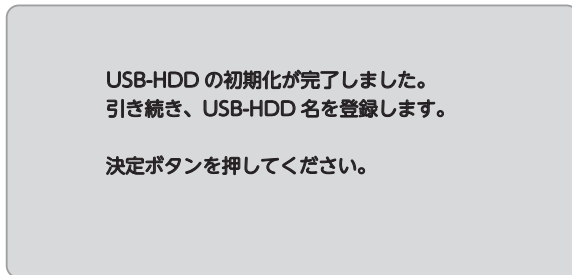 USB-HDD の初期化が完了しました。
引き続き、USB-HDD 名を登録します。
決定ボタンを押してください。